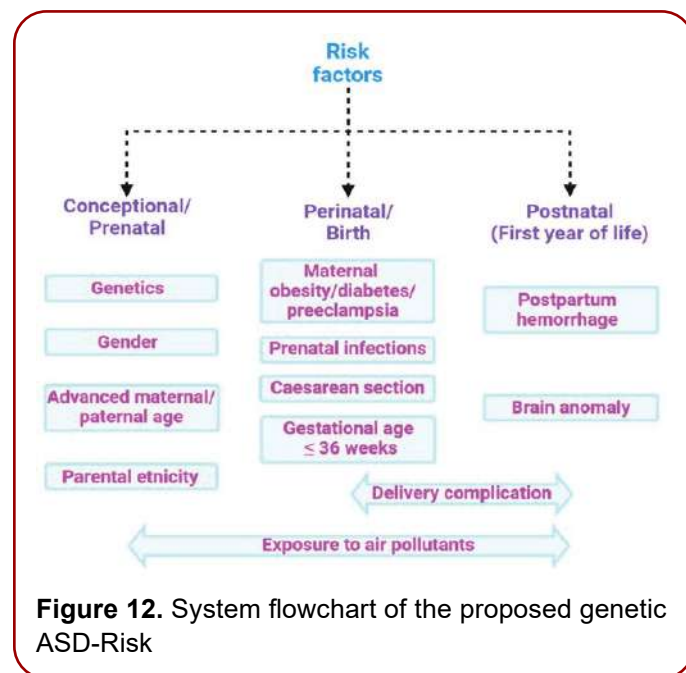 Risk
factors
Conceptional/
Prenatal
Genetics
Gender
Advanced maternal/
paternal age
Parental etnicity
Perinatal/
Birth
Maternal
obesity/diabetes/
preeclampsia
Prenatal infections
Caesarean section
Gestational age
≤ 36 weeks
Postnatal
(First year of life)
Postpartum
hemorrhage
Brain anomaly
Delivery complication
Exposure to air pollutants
Figure 12. System flowchart of the proposed genetic
ASD-Risk